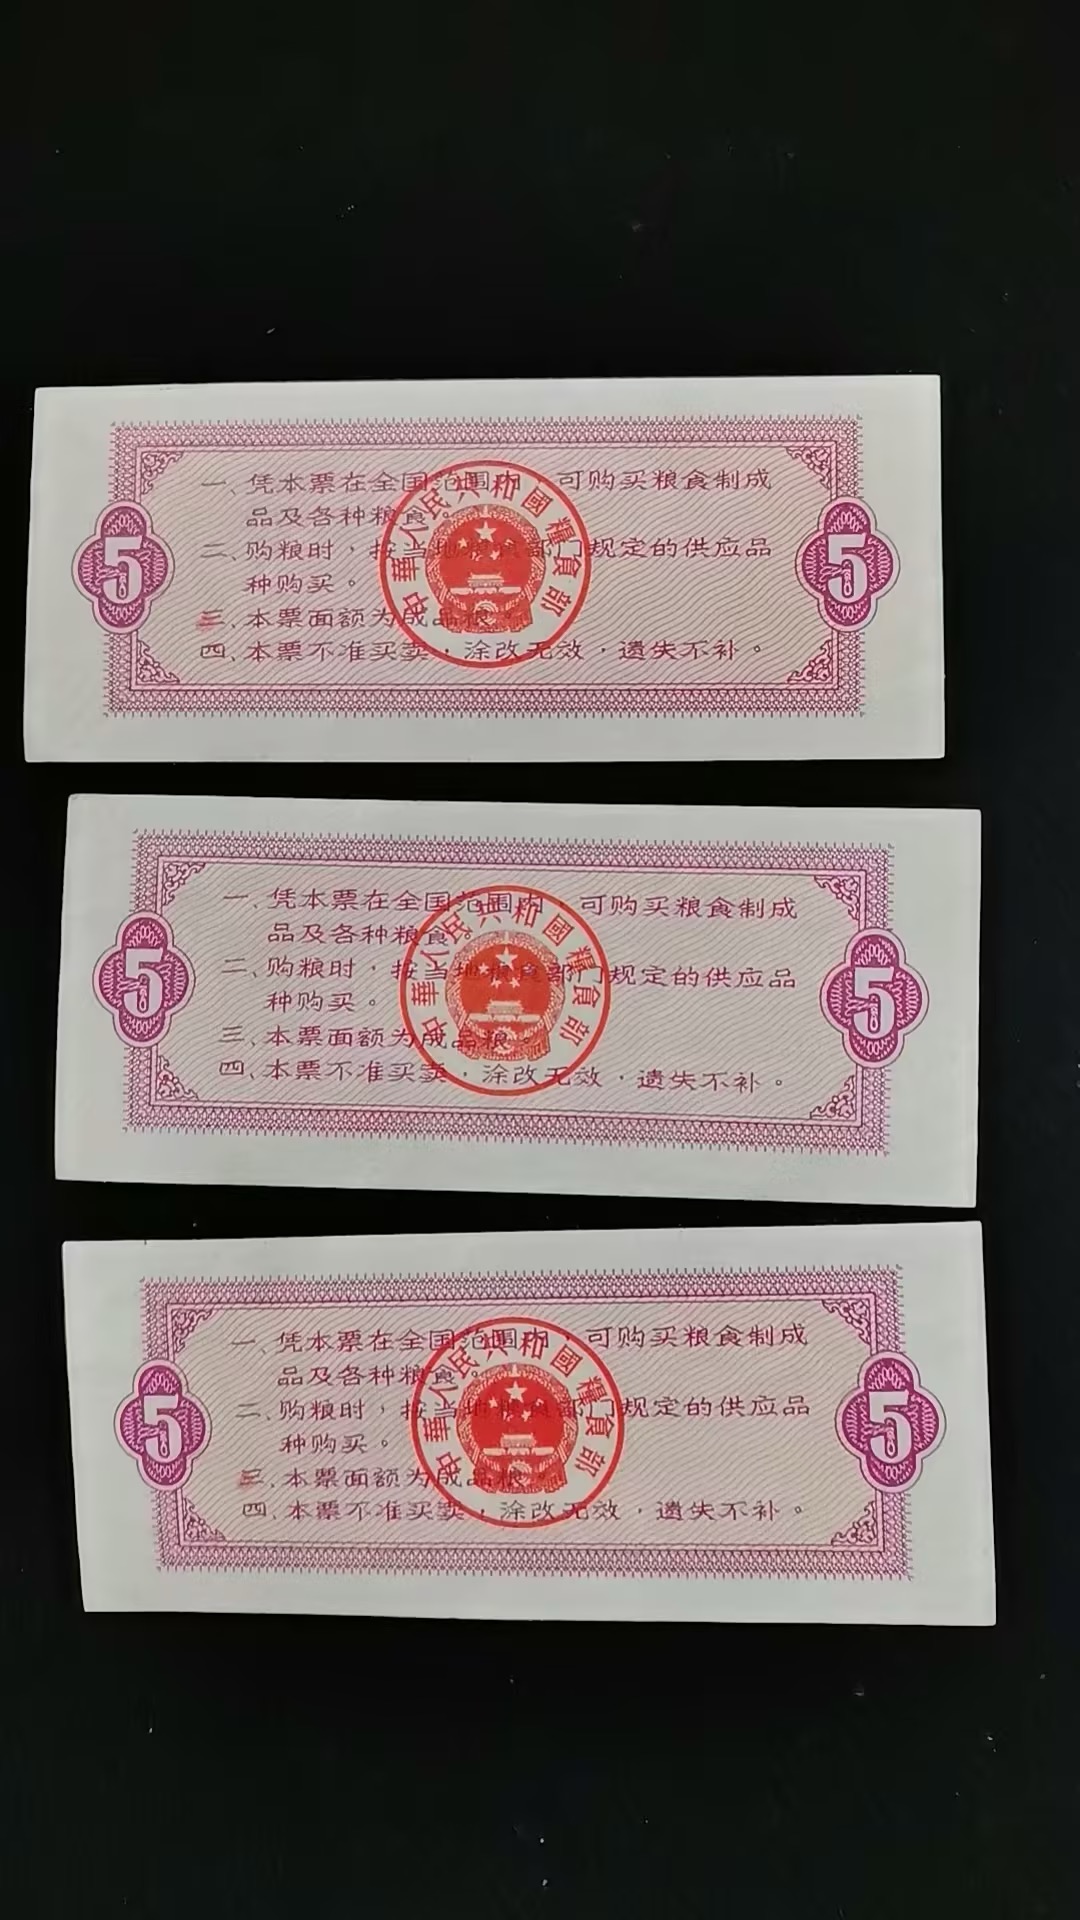 一、凭本票在全国范围内，可购买粮食制成
品及各种粮食。
二、购粮时，按当地粮食部门规定的供应品
种购买。
三、本票面额为成品粮。
四、本票不准买卖，涂改无效，遗失不补。
5
5
中華人民共和國糧食部
一、凭本票在全国范围内，可购买粮食制成
品及各种粮食。
二、购粮时，按当地粮食部门规定的供应品
种购买。
三、本票面额为成品粮。
四、本票不准买卖，涂改无效，遗失不补。
5
5
中華人民共和國糧食部
一、凭本票在全国范围内，可购买粮食制成
品及各种粮食。
二、购粮时，按当地粮食部门规定的供应品
种购买。
三、本票面额为成品粮。
四、本票不准买卖，涂改无效，遗失不补。
5
5
中華人民共和國糧食部